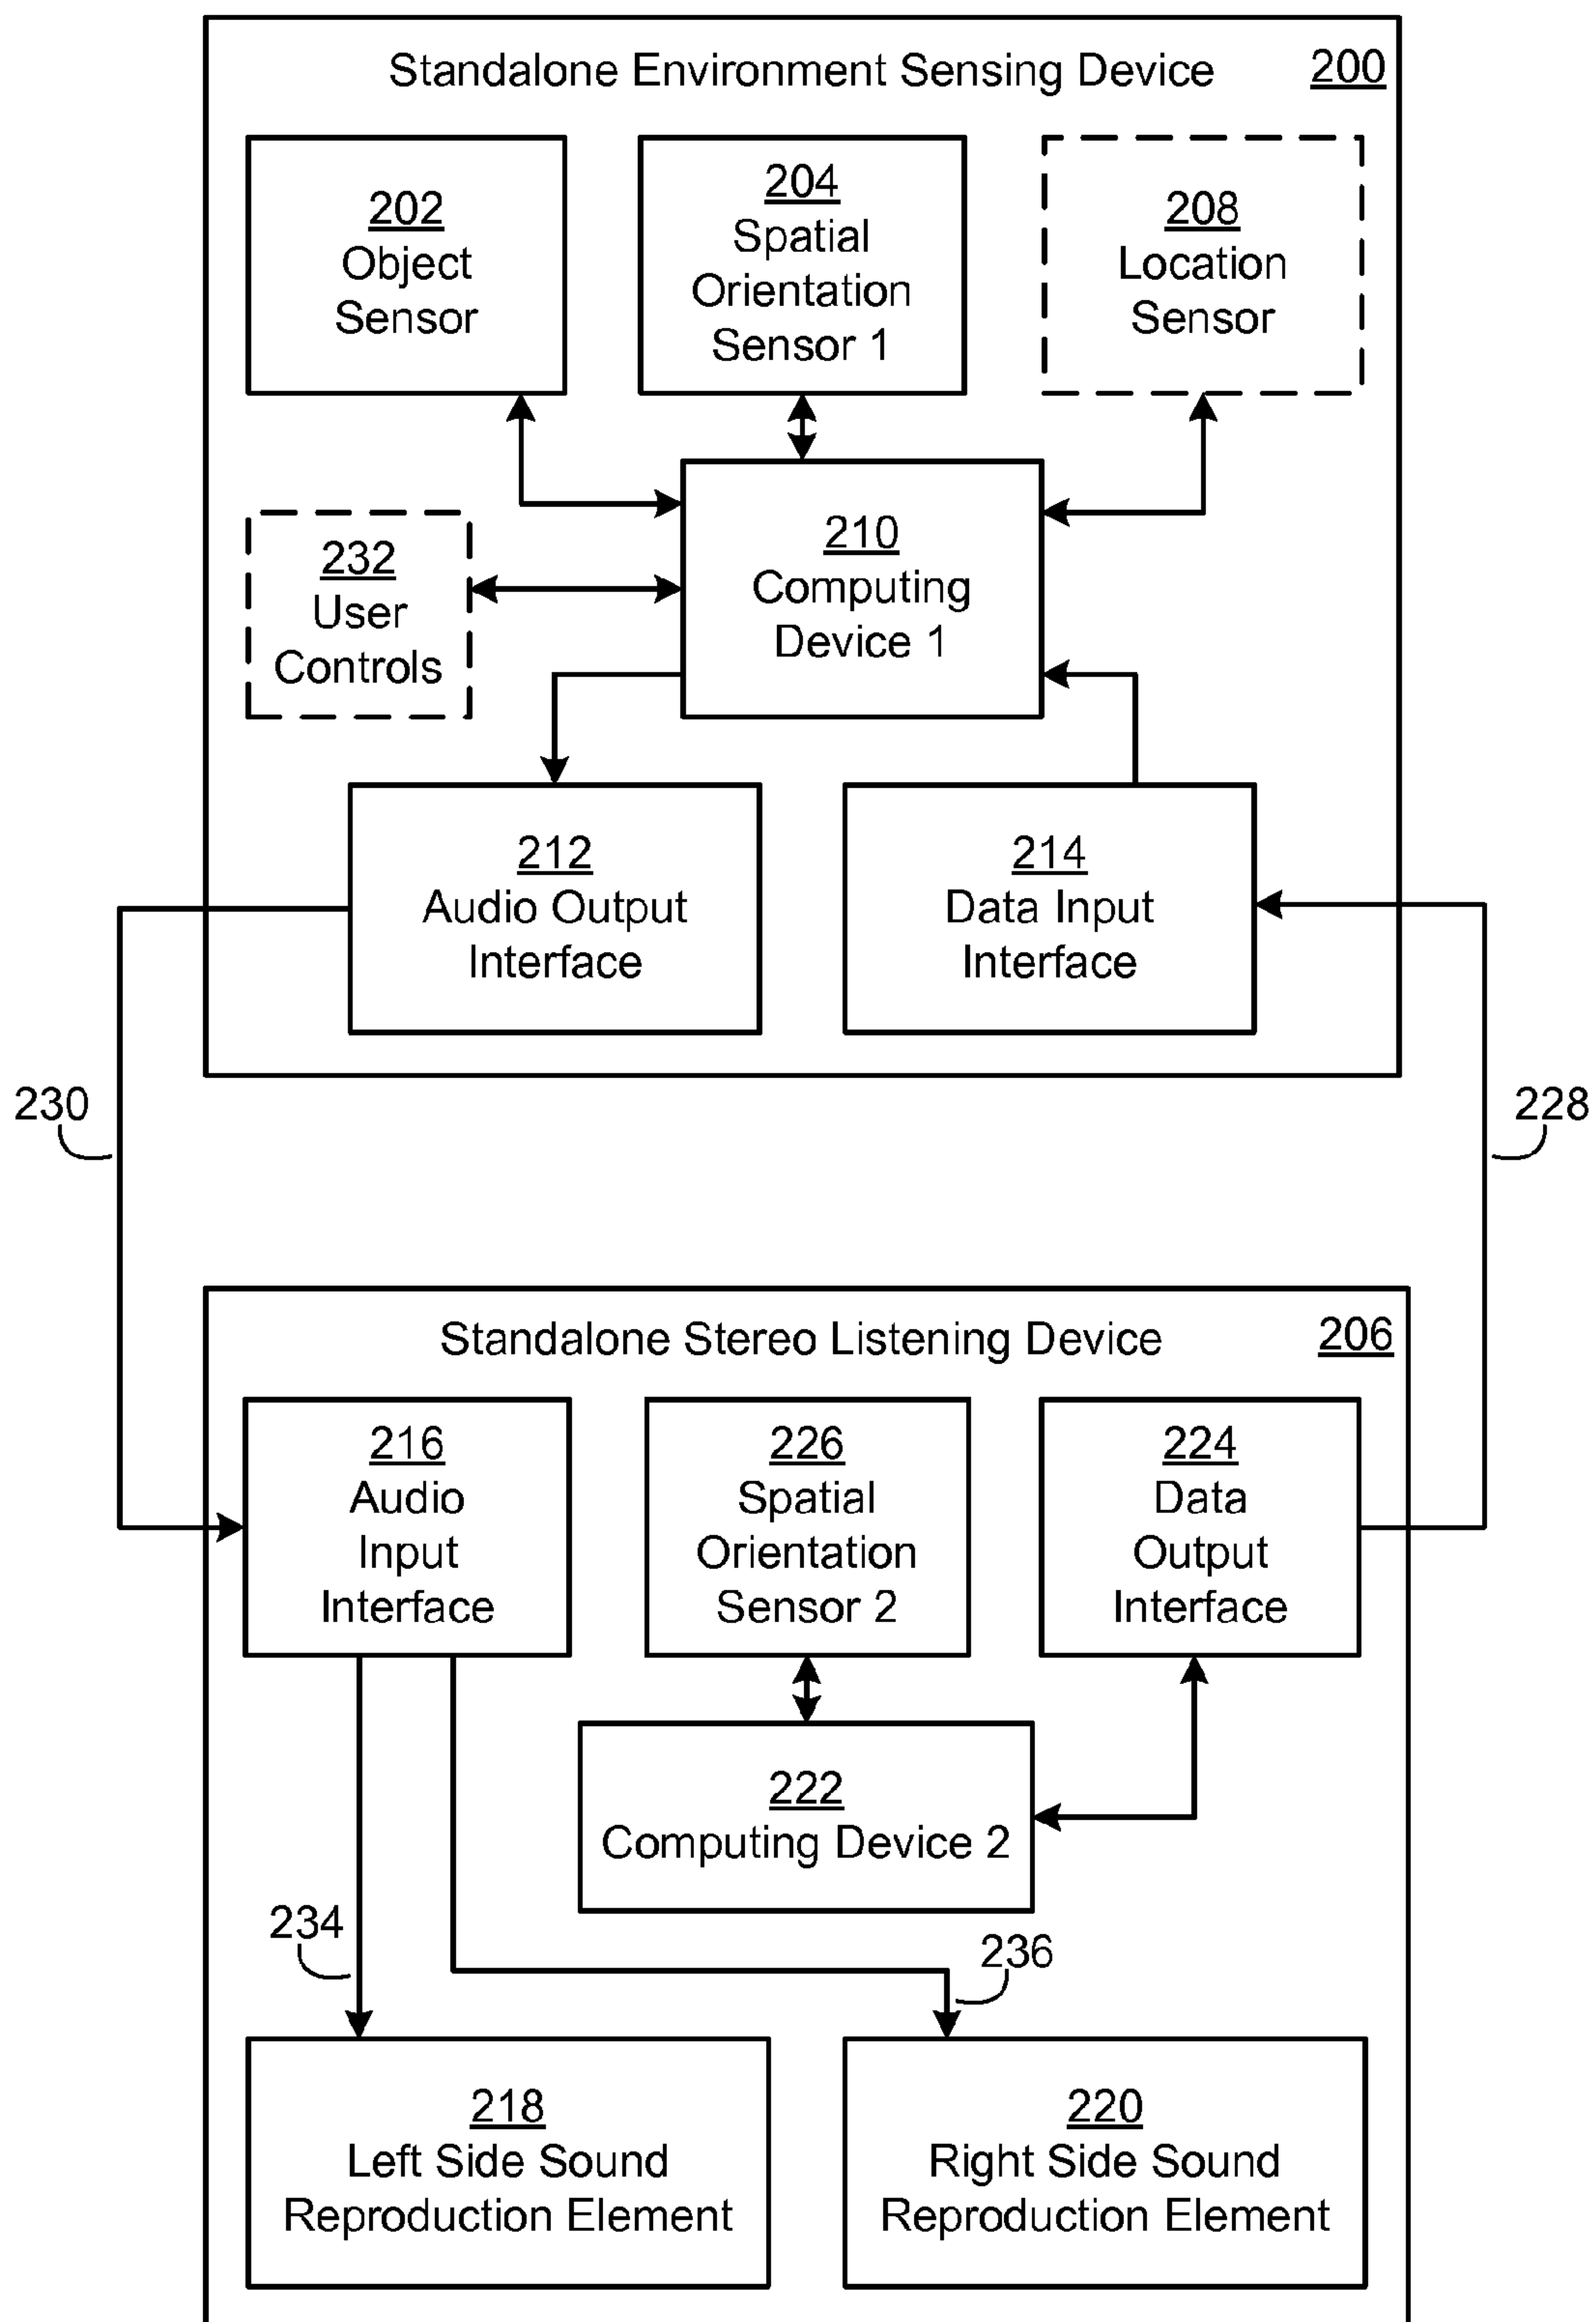 Standalone Environment Sensing Device 200
202
Object
Sensor
204
Spatial
Orientation
Sensor 1
208
Location
Sensor
210
Computing
Device 1
232
User
Controls
212
Audio Output
Interface
214
Data Input
Interface
230
228
Standalone Stereo Listening Device 206
216
Audio
Input
Interface
226
Spatial
Orientation
Sensor 2
224
Data
Output
Interface
222
Computing Device 2
234
236
218
Left Side Sound
Reproduction Element
220
Right Side Sound
Reproduction Element